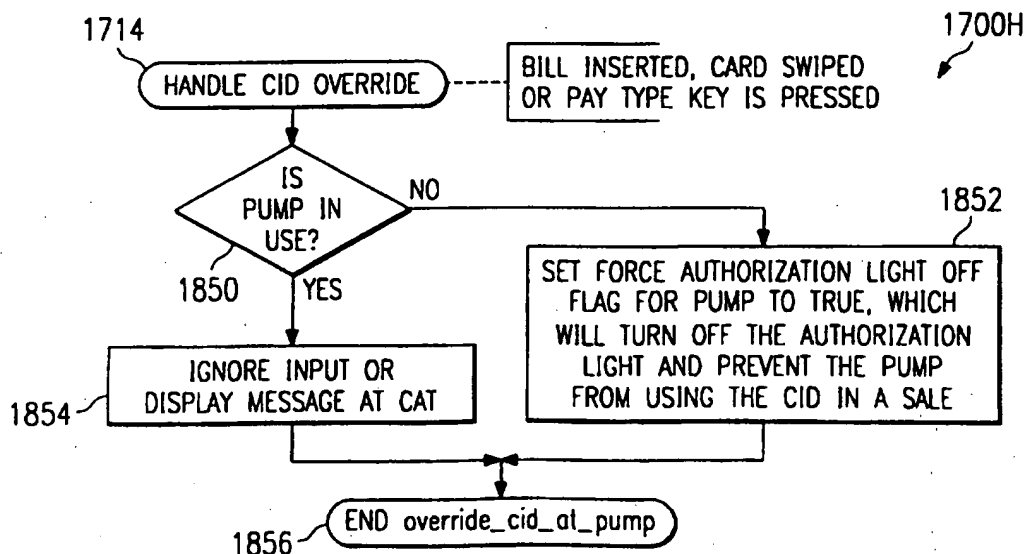 1714
1700H
HANDLE CID OVERRIDE
BILL INSERTED, CARD SWIPED
OR PAY TYPE KEY IS PRESSED
IS
PUMP IN
USE?
NO
1850
YES
1852
SET FORCE AUTHORIZATION LIGHT OFF
FLAG FOR PUMP TO TRUE, WHICH
WILL TURN OFF THE AUTHORIZATION
LIGHT AND PREVENT THE PUMP
FROM USING THE CID IN A SALE
IGNORE INPUT OR
DISPLAY MESSAGE AT CAT
1854
END override_cid_at_pump
1856